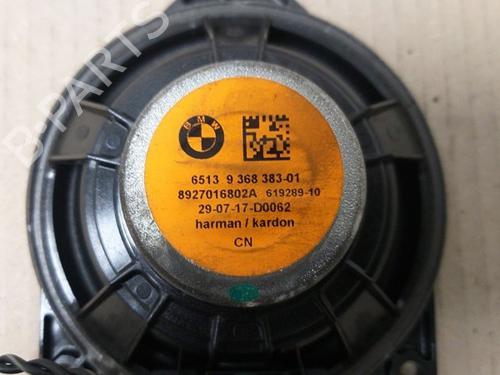 B-PARTS
BMW
6513 9 368 383-01
8927016802A 619289-10
29-07-17-D0062
harman / kardon
CN